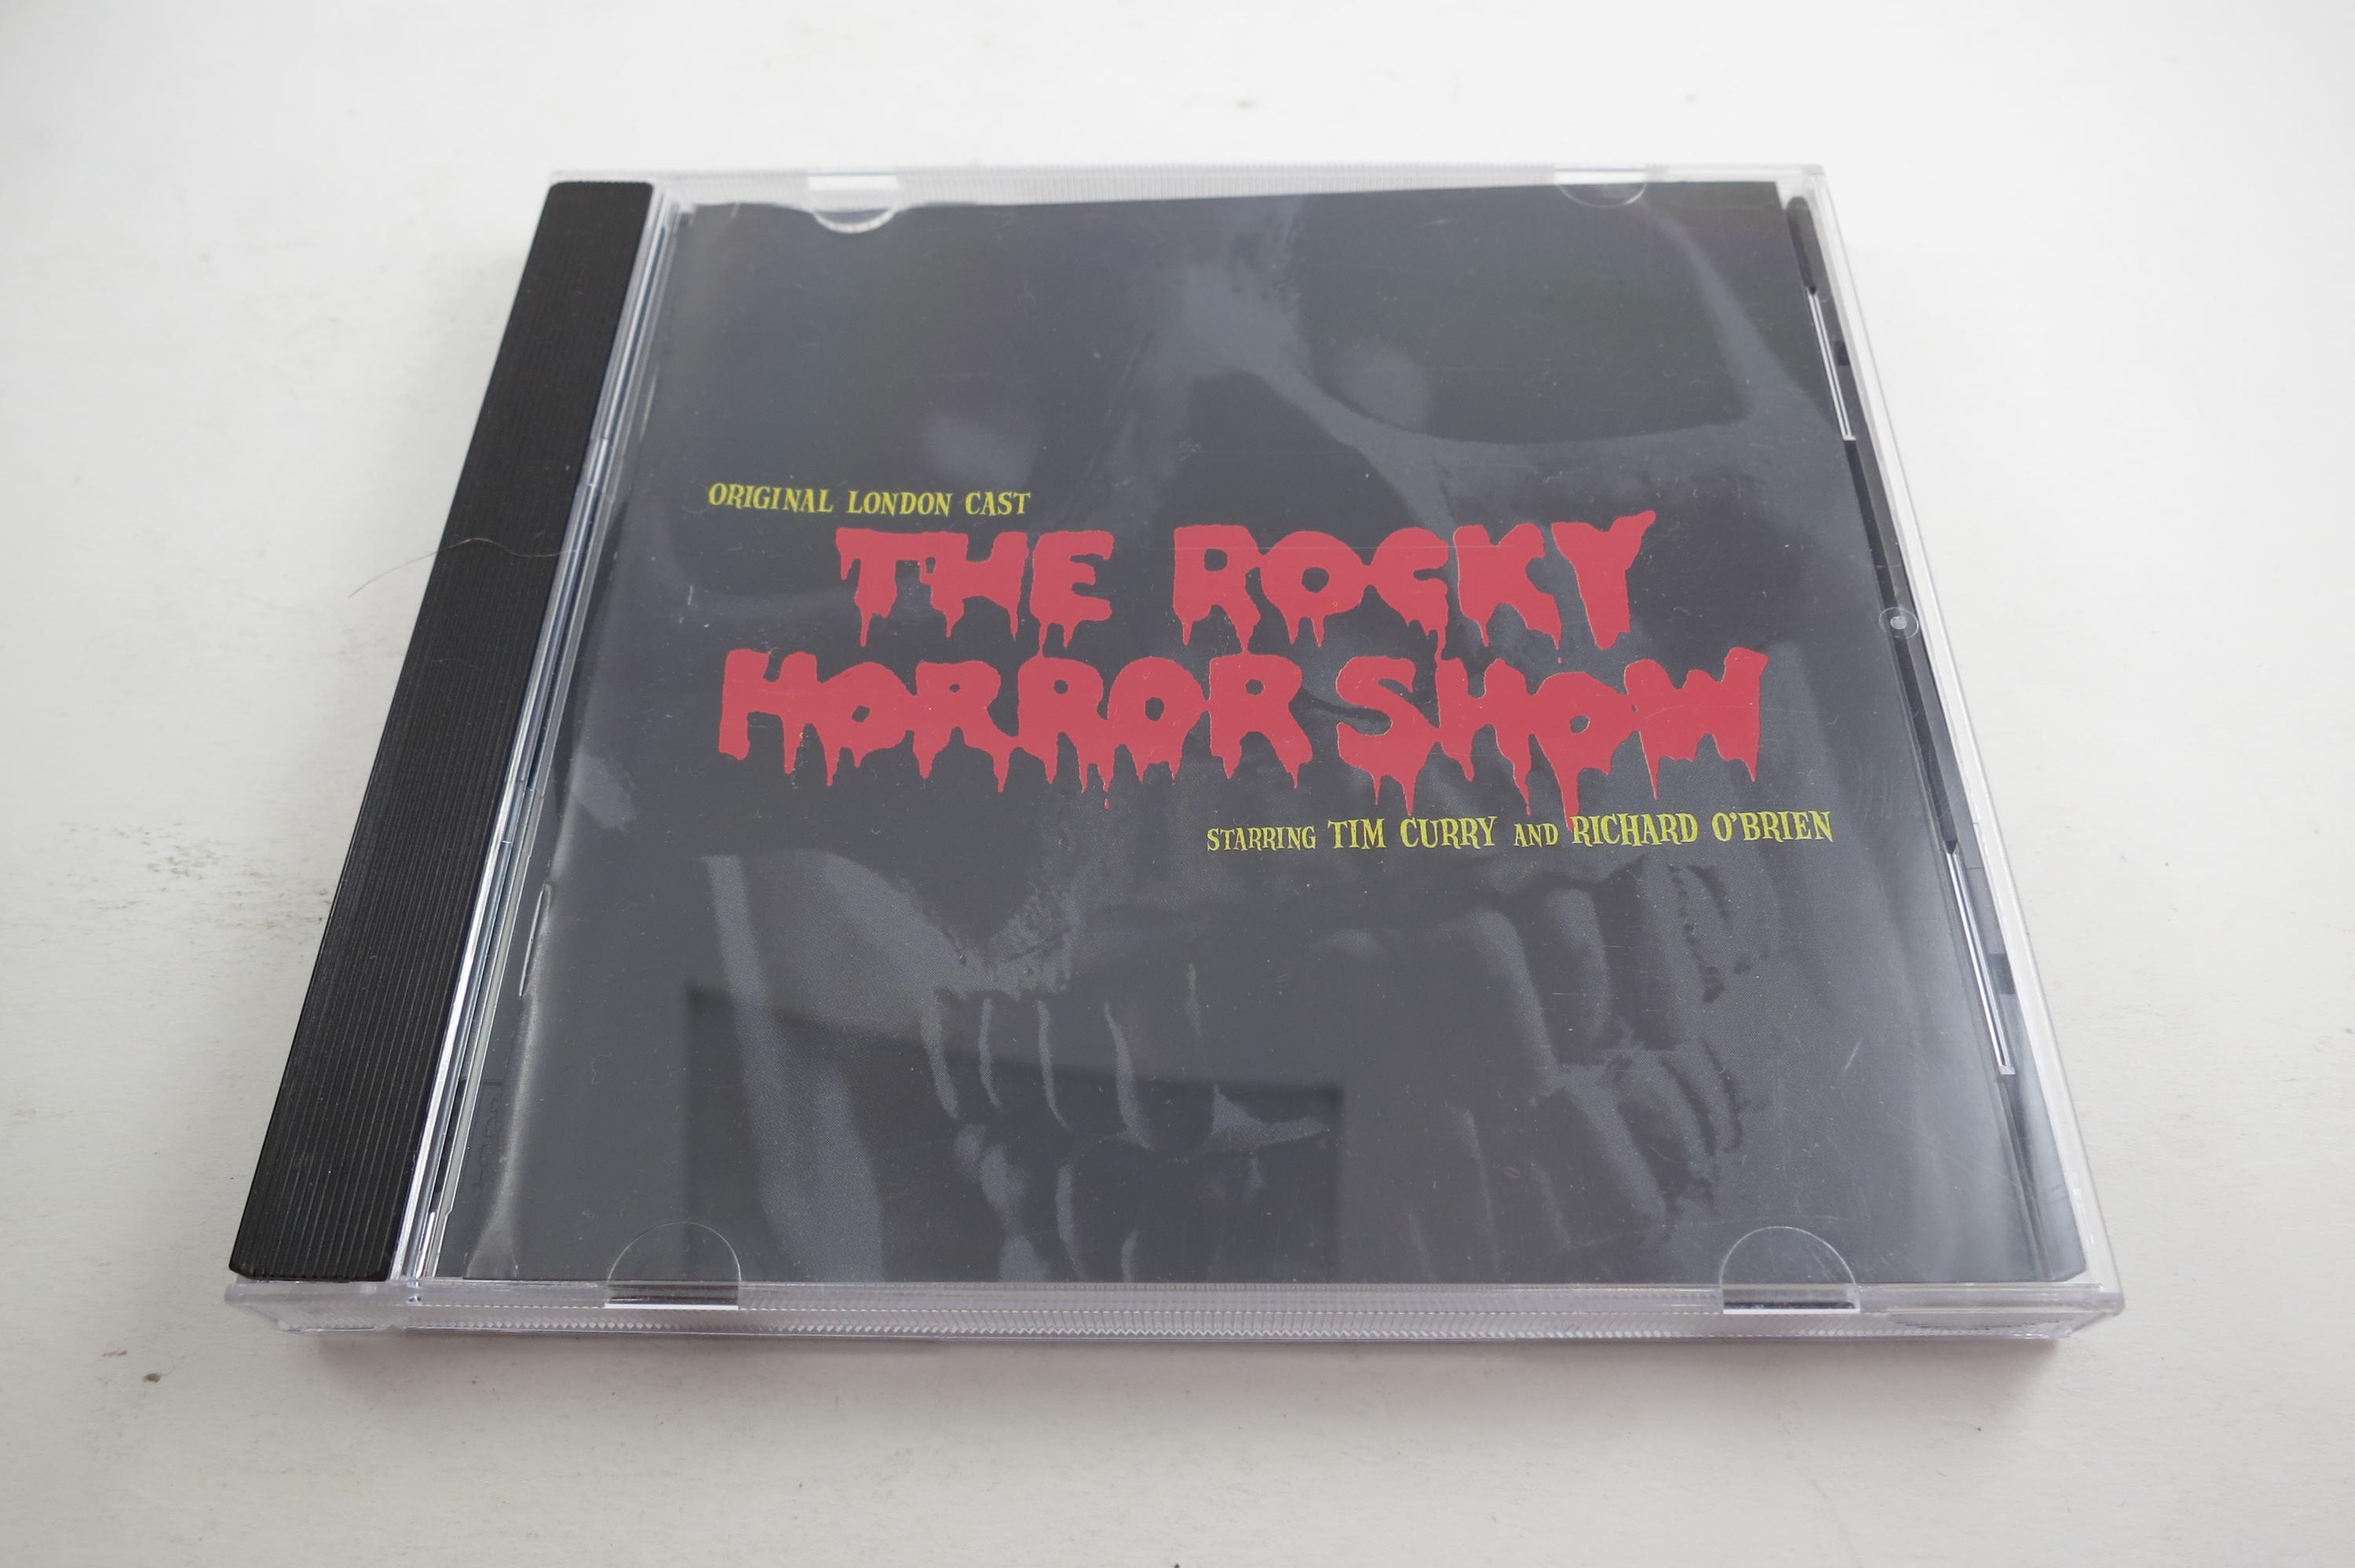 ORIGINAL LONDON CAST
THE ROCKY
HORROR SHOW
STARRING TIM CURRY AND RICHARD O'BRIEN